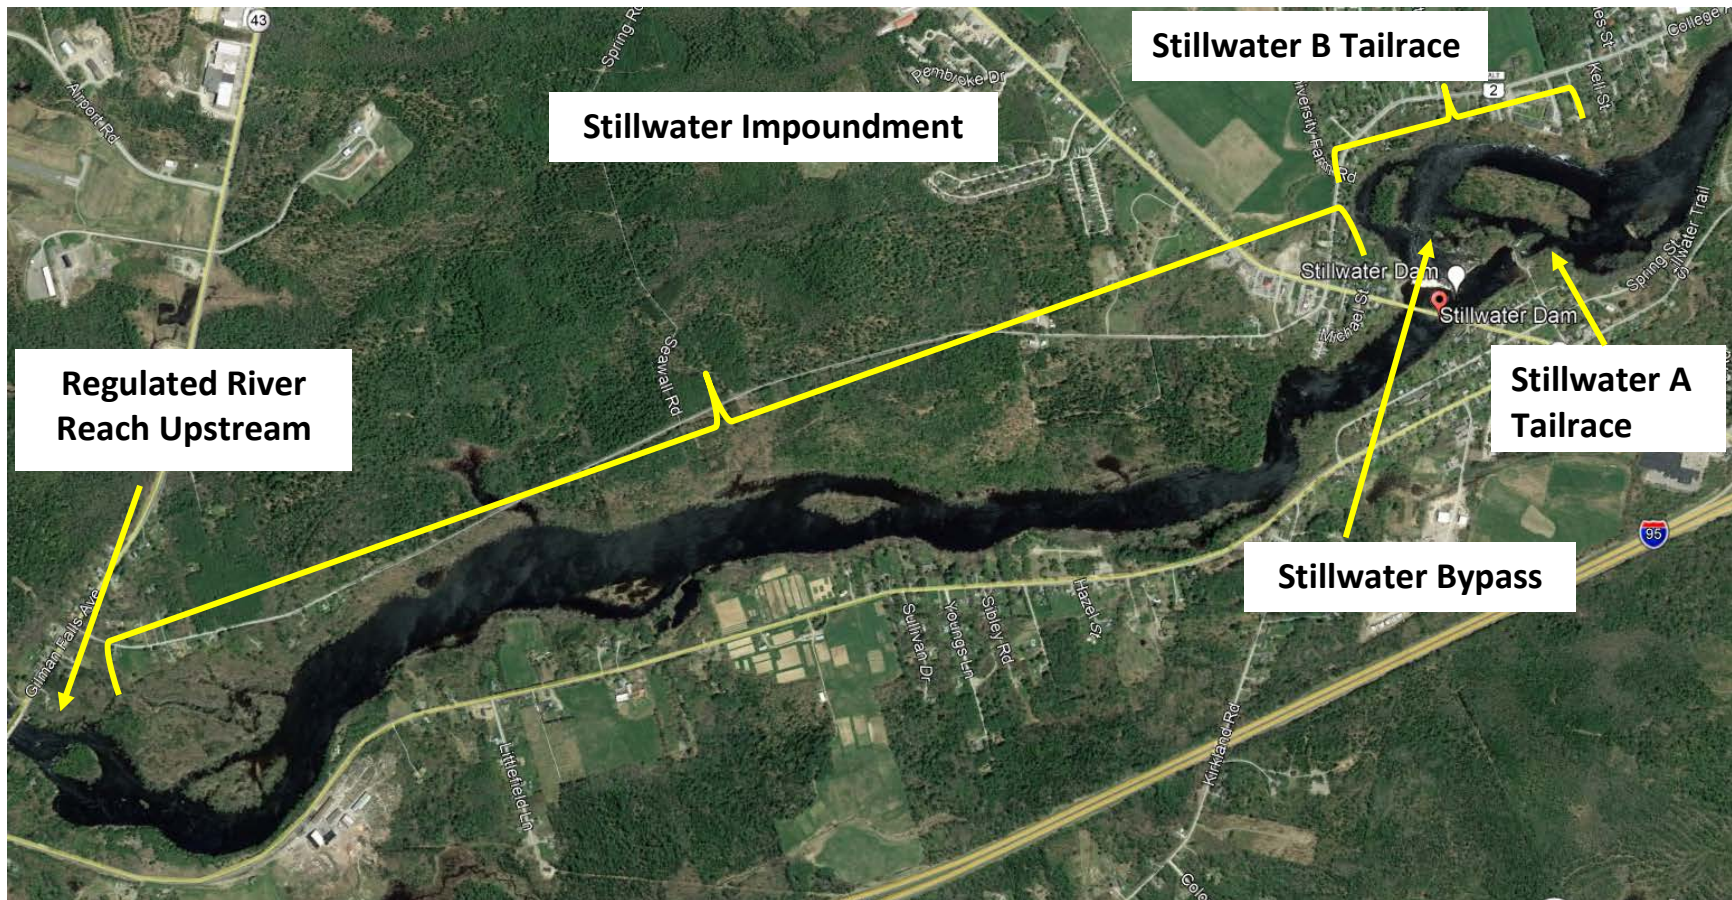 43
Spring Rd
Stillwater B Tailrace
College
Pembroke Dr
2
Kell St
Airport Rd
Stillwater Impoundment
Stillwater Dam
Spring St
Stillwater Trail
Stillwater Dam
Michael St
Seawall Rd
Regulated River
Reach Upstream
Stillwater A
Tailrace
95
Stillwater Bypass
Gilman Falls Ave
Sullivan Dr
Youngs Ln
Sibley Rd
Hazel St
Kirkland Rd
Littlefield Ln